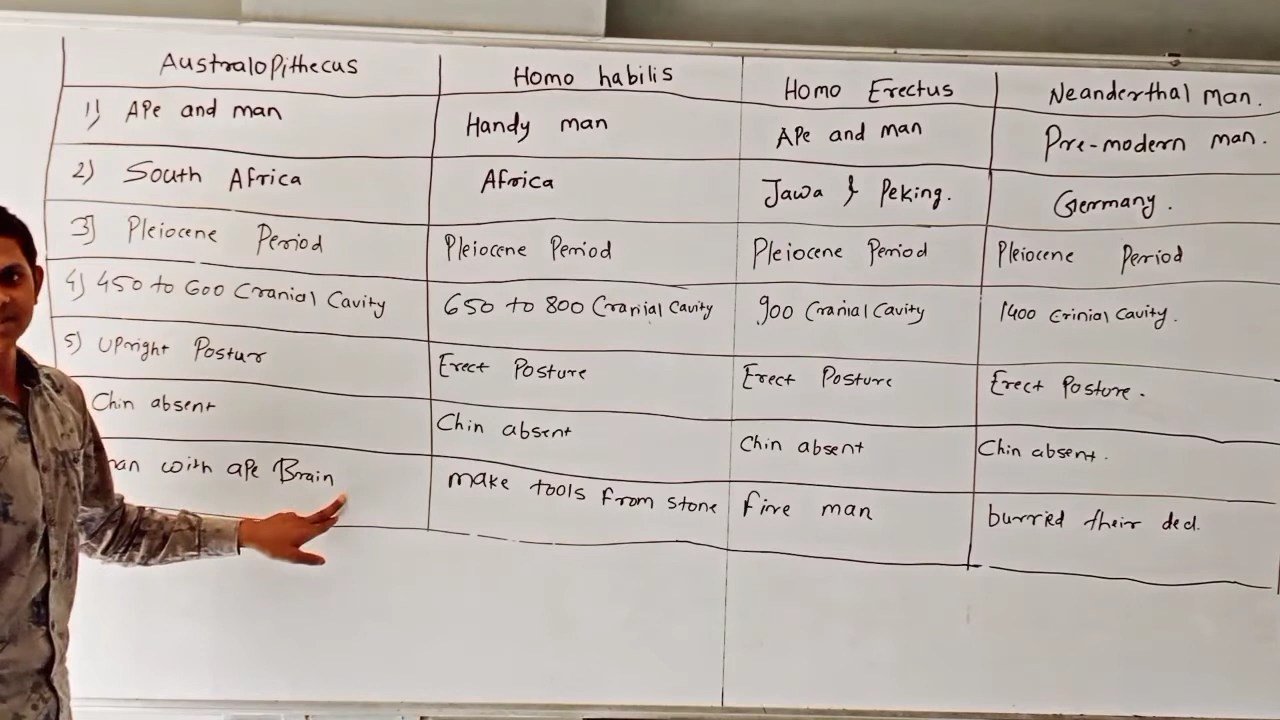 Australopithecus Homo habilis Homo Erectus Neanderthal man.
1) Ape and man Handy man Ape and man Pre-modern man.
2) South Africa Africa Jawa & Peking. Germany.
3) Pleiocene Period Pleiocene Period Pleiocene Period Pleiocene Period
4) 450 to 600 Cranial Cavity 650 to 800 Cranial Cavity 900 Cranial Cavity 1400 Crinial Cavity.
5) Upright Postur Erect Posture Erect Posture Erect Posture.
Chin absent Chin absent Chin absent Chin absent.
with ape Brain make tools from stone fire man burried their ded.